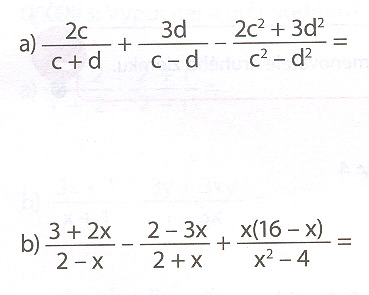 a) 2c/(c + d) + 3d/(c – d) – (2c² + 3d²)/(c² – d²) =
b) (3 + 2x)/(2 – x) – (2 – 3x)/(2 + x) + x(16 – x)/(x² – 4) =